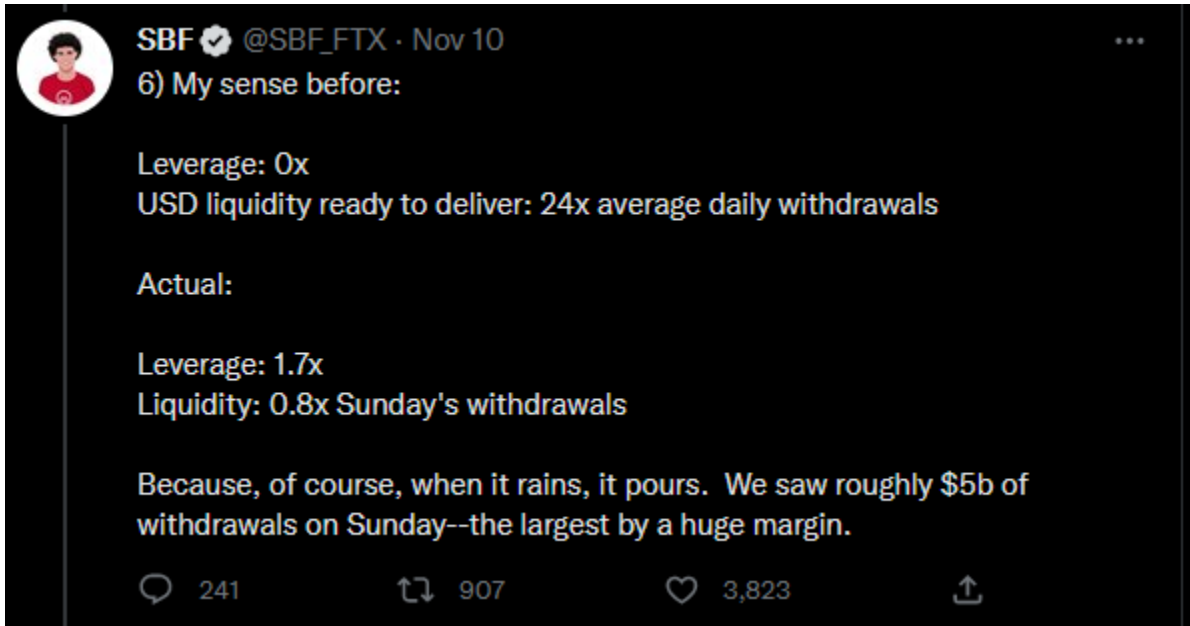 SBF @SBF_FTX · Nov 10
6) My sense before:
Leverage: 0x
USD liquidity ready to deliver: 24x average daily withdrawals
Actual:
Leverage: 1.7x
Liquidity: 0.8x Sunday's withdrawals
Because, of course, when it rains, it pours.  We saw roughly $5b of
withdrawals on Sunday--the largest by a huge margin.
241 907 3,823